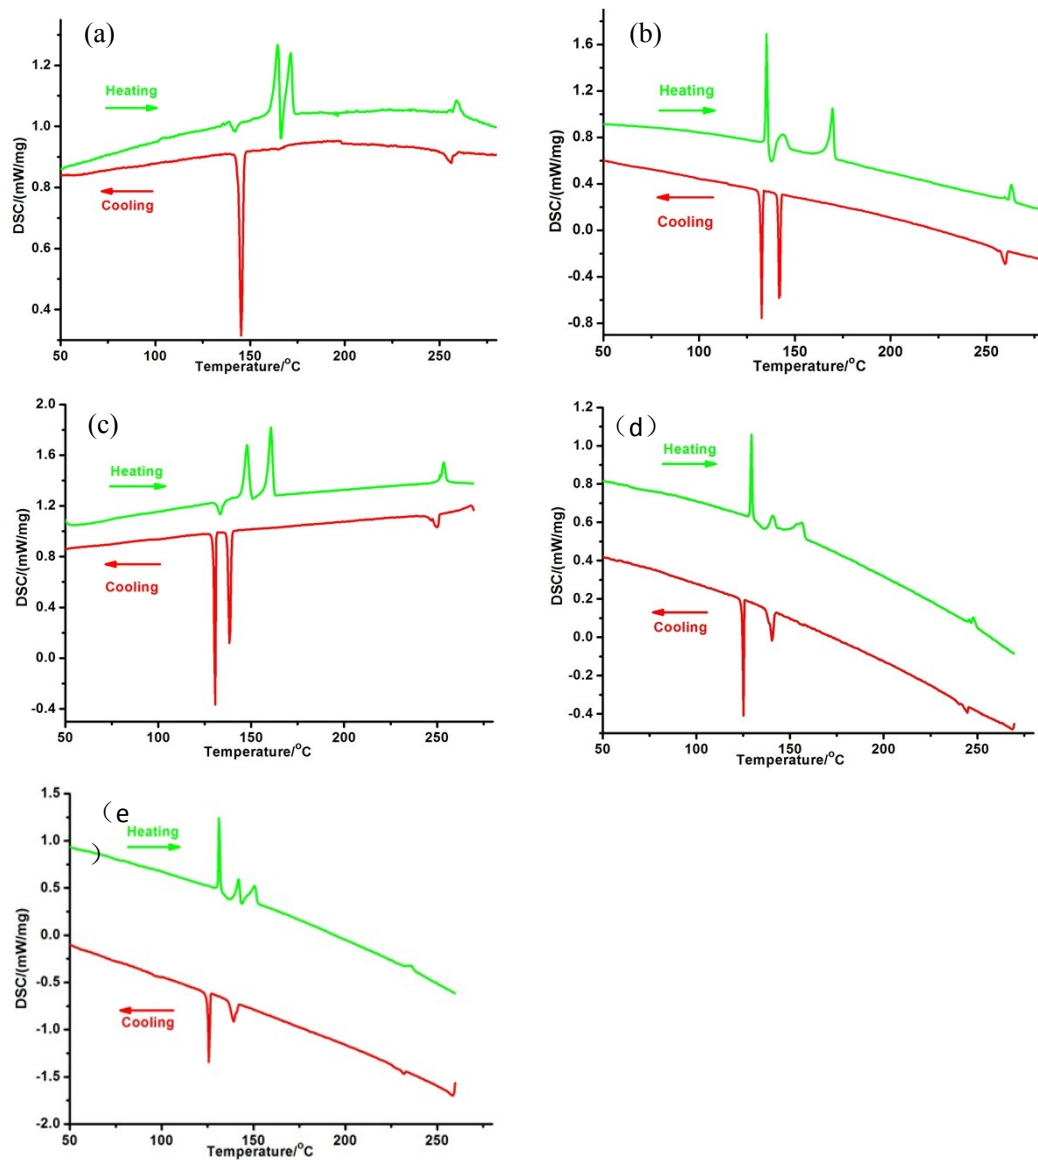 (a)
1.2
1.0
0.8
0.6
0.4
DSC/(mW/mg)
Heating
Cooling
50 100 150 200 250
Temperature/°C
(b)
1.6
1.2
0.8
0.4
0.0
-0.4
-0.8
DSC/(mW/mg)
Heating
Cooling
50 100 150 200 250
Temperature/°C
(c)
2.0
1.6
1.2
0.8
0.4
0.0
-0.4
DSC/(mW/mg)
Heating
Cooling
50 100 150 200 250
Temperature/°C
（d）
1.2
1.0
0.8
0.6
0.4
0.2
0.0
-0.2
-0.4
DSC/(mW/mg)
Heating
Cooling
50 100 150 200 250
Temperature/°C
（e
）
1.5
1.0
0.5
0.0
-0.5
-1.0
-1.5
-2.0
DSC/(mW/mg)
Heating
Cooling
50 100 150 200 250
Temperature/°C